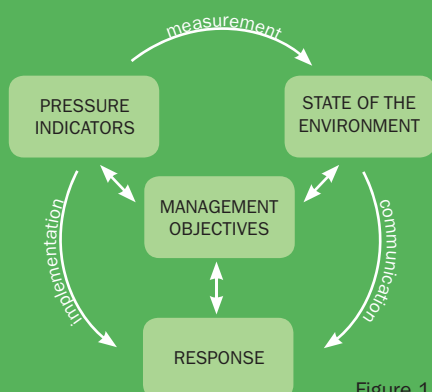 measurement
PRESSURE
INDICATORS
STATE OF THE
ENVIRONMENT
MANAGEMENT
OBJECTIVES
implementation
communication
RESPONSE
Figure 1